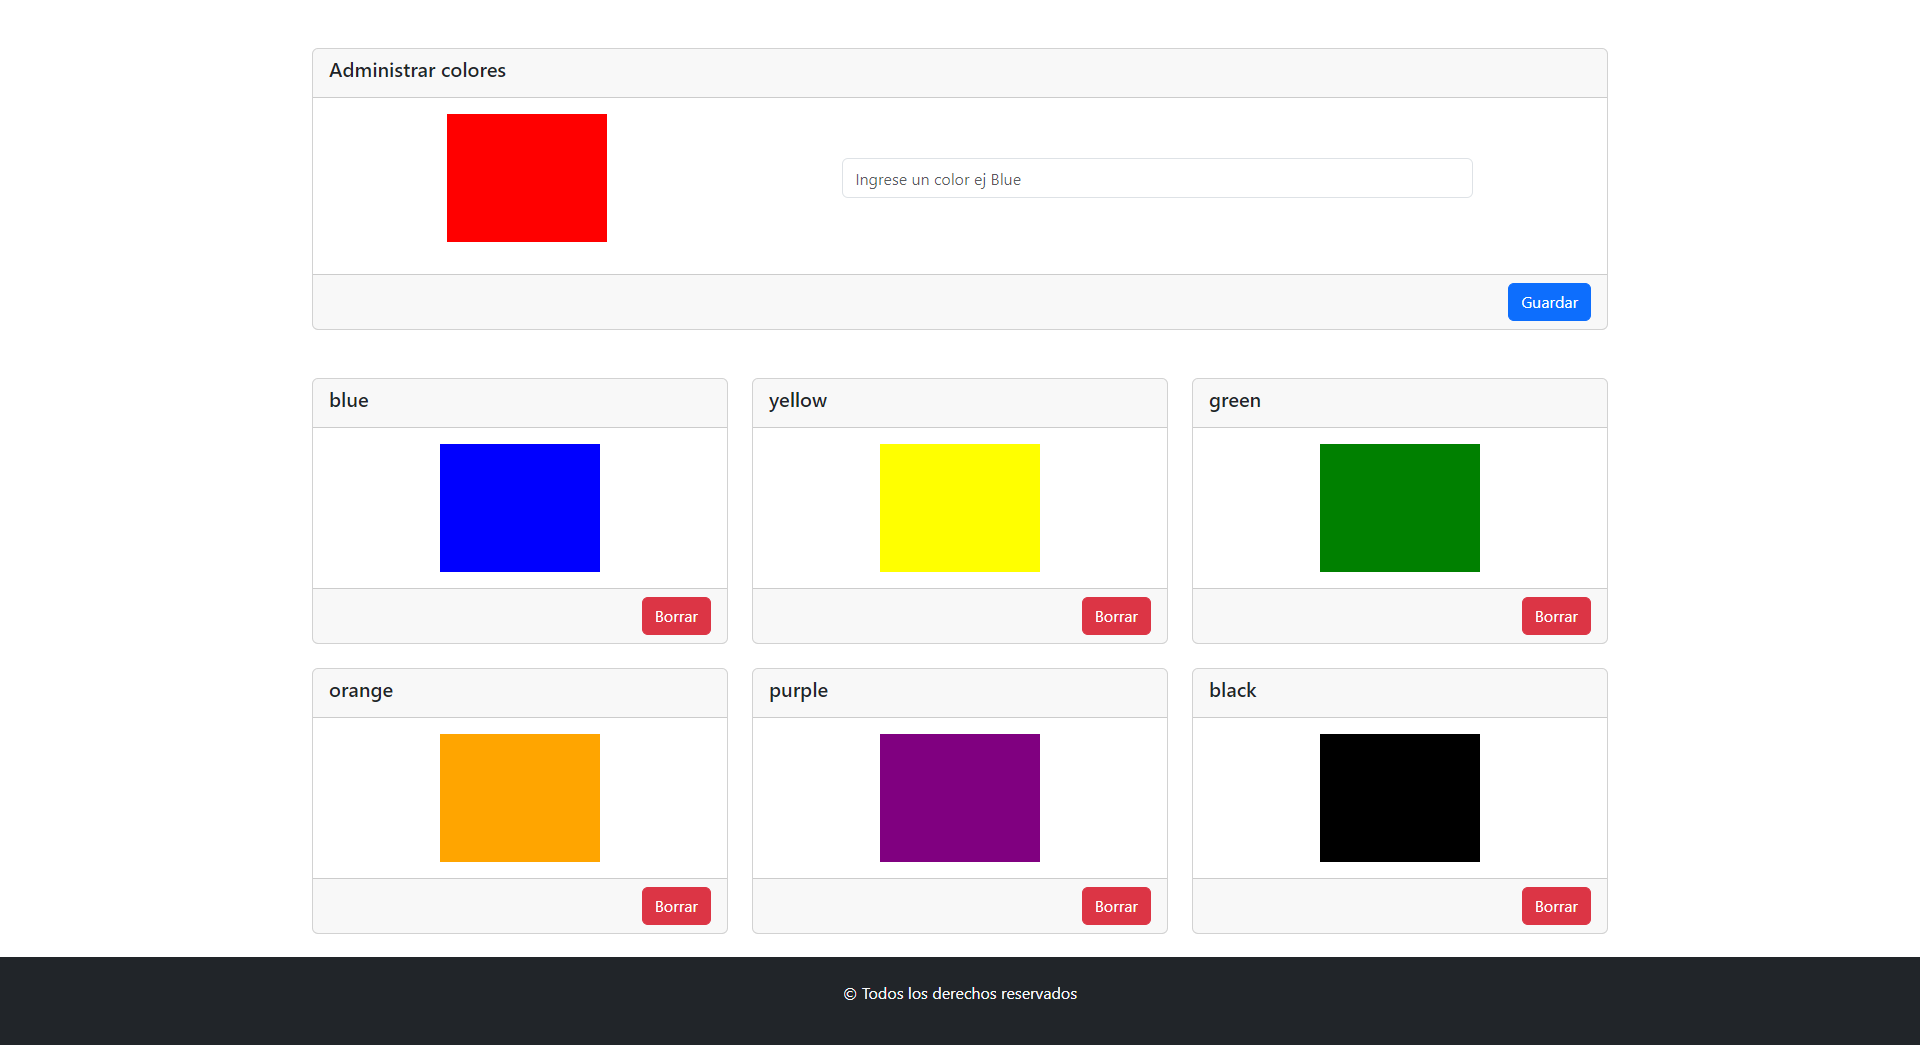 Administrar colores
Ingrese un color ej Blue
Guardar
blue
yellow
green
Borrar
Borrar
Borrar
orange
purple
black
Borrar
Borrar
Borrar
© Todos los derechos reservados